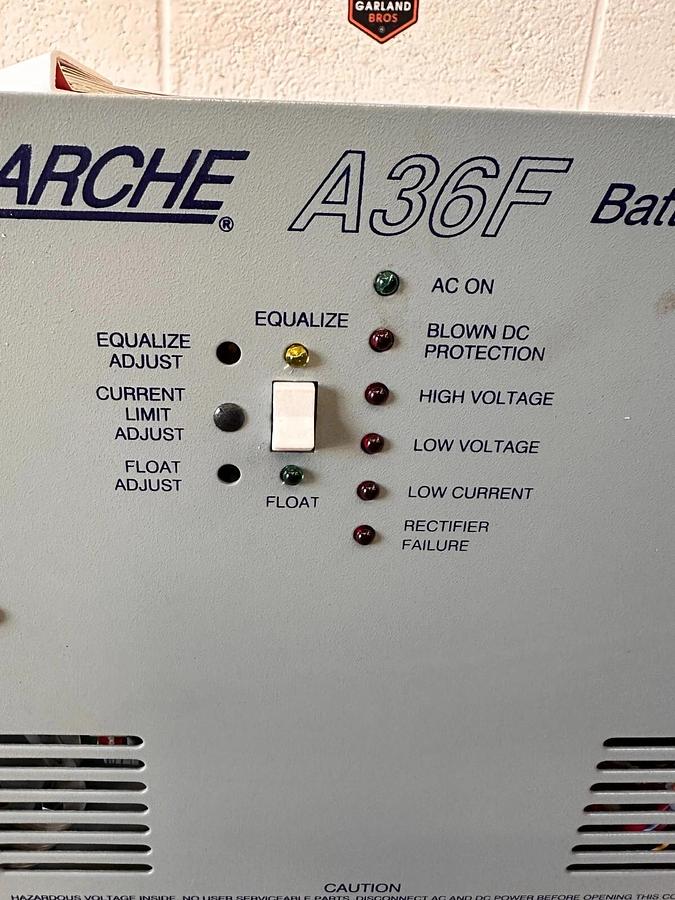 GARLAND
BROS
ARCHE® A36F Batt
AC ON
EQUALIZE
EQUALIZE
ADJUST
BLOWN DC
PROTECTION
CURRENT
LIMIT
ADJUST
HIGH VOLTAGE
LOW VOLTAGE
FLOAT
ADJUST
FLOAT
LOW CURRENT
RECTIFIER
FAILURE
CAUTION
HAZARDOUS VOLTAGE INSIDE. NO USER SERVICEABLE PARTS. DISCONNECT AC AND DC POWER BEFORE OPENING THIS CO